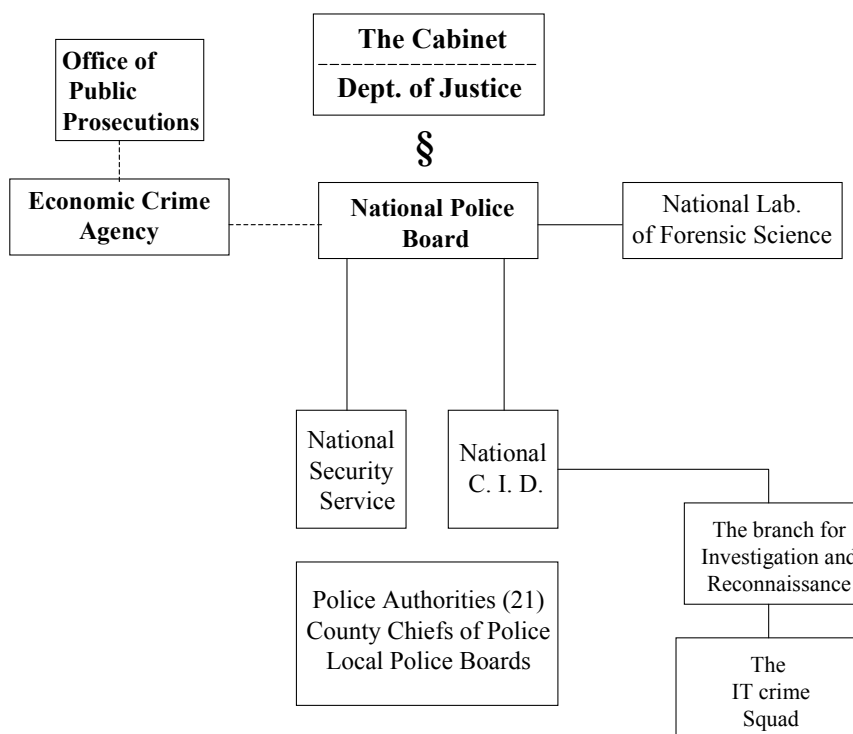 The Cabinet
Dept. of Justice
Office of
Public
Prosecutions
§
Economic Crime
Agency
National Police
Board
National Lab.
of Forensic Science
National
Security
Service
National
C. I. D.
The branch for
Investigation and
Reconnaissance
Police Authorities (21)
County Chiefs of Police
Local Police Boards
The
IT crime
Squad